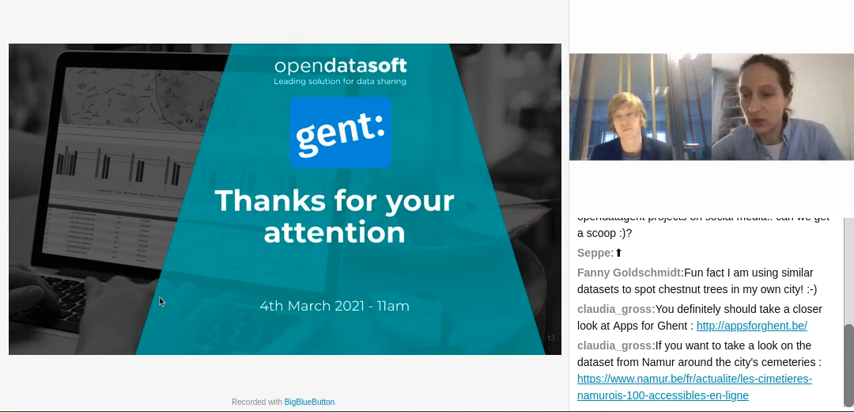 opendatasoft
Leading solution for data sharing
gent:
Thanks for your
attention
4th March 2021 - 11am
13
Recorded with BigBlueButton.
opendatagent projects on social media.. can we get
a scoop :)?
Seppe:⬆
Fanny Goldschmidt:Fun fact I am using similar
datasets to spot chestnut trees in my own city! :-)
claudia_gross:You definitely should take a closer
look at Apps for Ghent : http://appsforghent.be/
claudia_gross:If you want to take a look on the
dataset from Namur around the city's cemeteries :
https://www.namur.be/fr/actualite/les-cimetieres-
namurois-100-accessibles-en-ligne